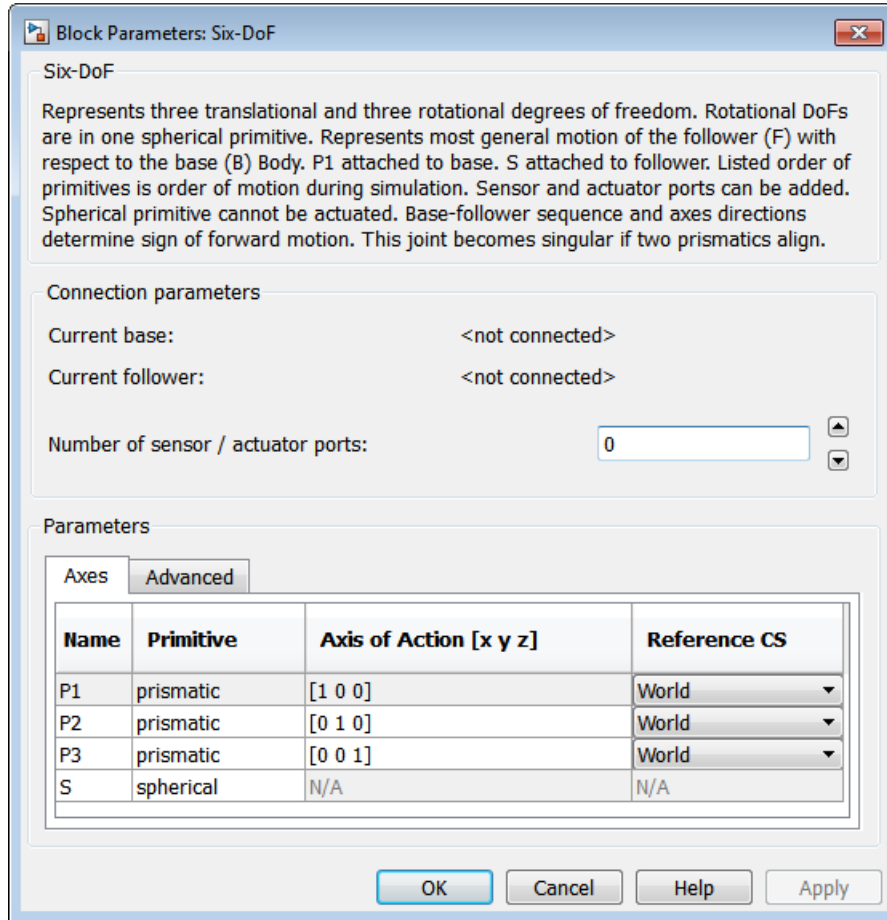 Block Parameters: Six-DoF
Six-DoF
Represents three translational and three rotational degrees of freedom. Rotational DoFs
are in one spherical primitive. Represents most general motion of the follower (F) with
respect to the base (B) Body. P1 attached to base. S attached to follower. Listed order of
primitives is order of motion during simulation. Sensor and actuator ports can be added.
Spherical primitive cannot be actuated. Base-follower sequence and axes directions
determine sign of forward motion. This joint becomes singular if two prismatics align.
Connection parameters
Current base: <not connected>
Current follower: <not connected>
Number of sensor / actuator ports: 0
Parameters
Axes Advanced
Name Primitive Axis of Action [x y z] Reference CS
P1 prismatic [1 0 0] World
P2 prismatic [0 1 0] World
P3 prismatic [0 0 1] World
S spherical N/A N/A
OK Cancel Help Apply